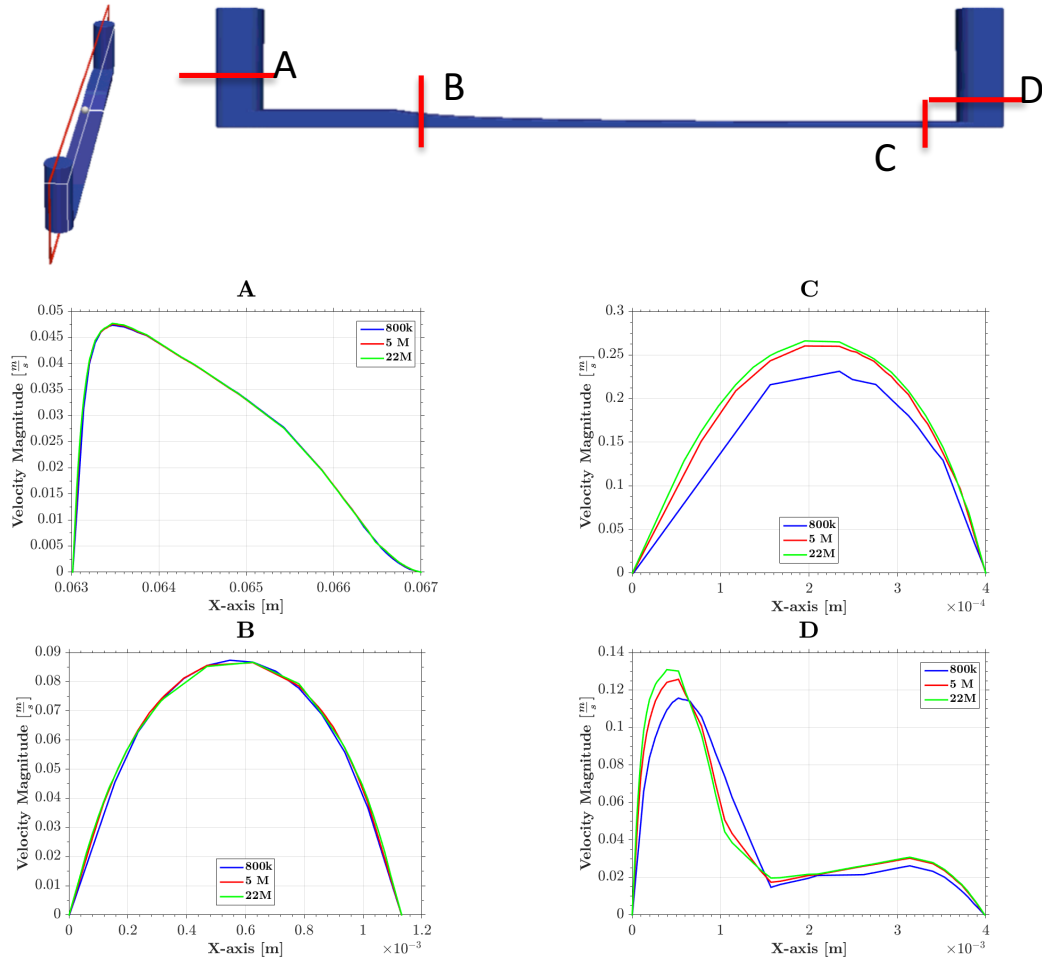 A
B
C
D
A
0.05
0.045
0.04
0.035
0.03
0.025
0.02
0.015
0.01
0.005
0
0.063
0.064
0.065
0.066
0.067
Velocity Magnitude [m/s]
X-axis [m]
800k
5 M
22M
C
0.3
0.25
0.2
0.15
0.1
0.05
0
0
1
2
3
4
×10⁻⁴
Velocity Magnitude [m/s]
X-axis [m]
800k
5 M
22M
B
0.09
0.08
0.07
0.06
0.05
0.04
0.03
0.02
0.01
0
0
0.2
0.4
0.6
0.8
1
1.2
×10⁻³
Velocity Magnitude [m/s]
X-axis [m]
800k
5 M
22M
D
0.14
0.12
0.1
0.08
0.06
0.04
0.02
0
0
1
2
3
4
×10⁻³
Velocity Magnitude [m/s]
X-axis [m]
800k
5 M
22M